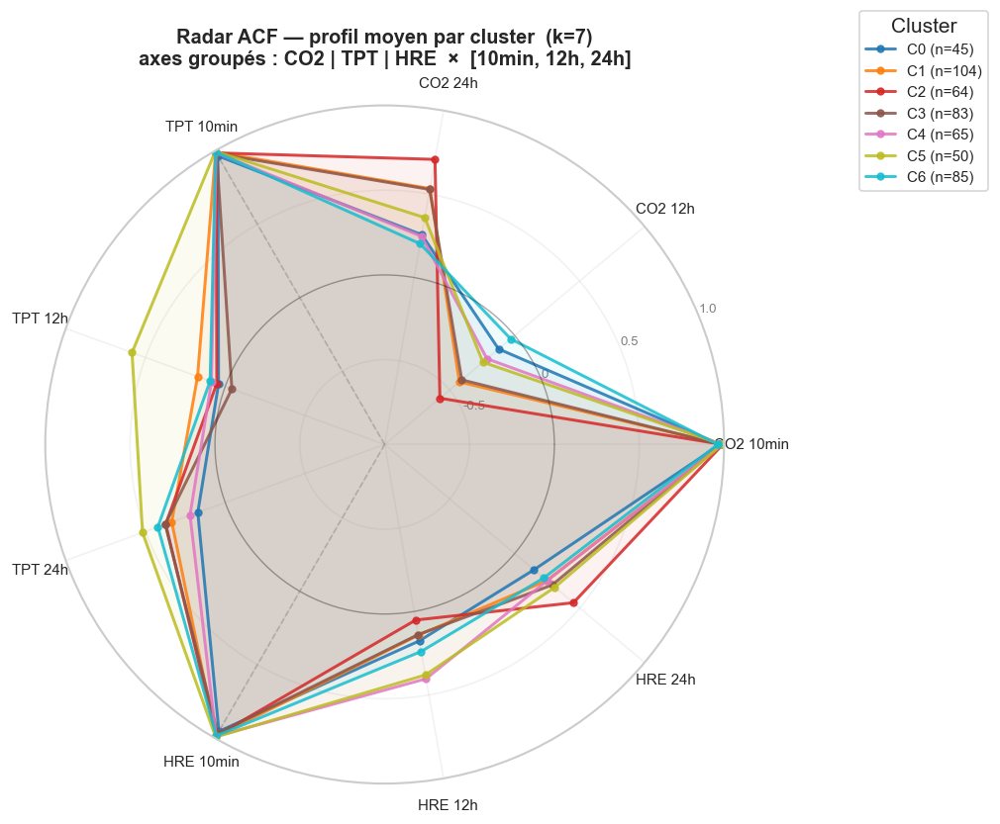 Radar ACF — profil moyen par cluster  (k=7)
axes groupés : CO2 | TPT | HRE  ×  [10min, 12h, 24h]
Cluster
C0 (n=45)
C1 (n=104)
C2 (n=64)
C3 (n=83)
C4 (n=65)
C5 (n=50)
C6 (n=85)
CO2 24h
TPT 10min
CO2 12h
TPT 12h
1.0
0.5
0
-0.5
CO2 10min
TPT 24h
HRE 24h
HRE 10min
HRE 12h